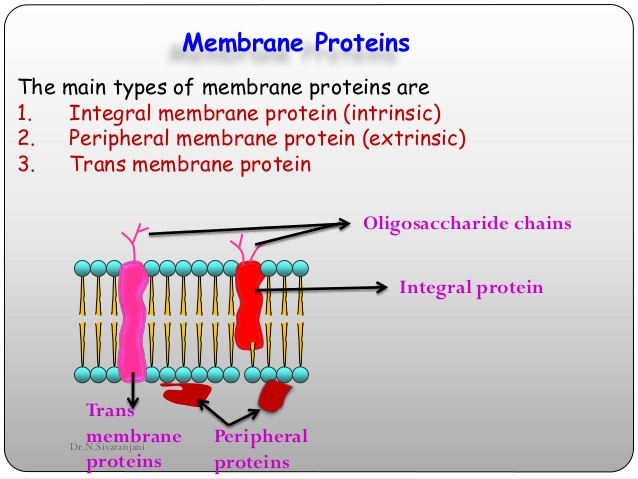 Membrane Proteins
The main types of membrane proteins are
1. Integral membrane protein (intrinsic)
2. Peripheral membrane protein (extrinsic)
3. Trans membrane protein
Oligosaccharide chains
Integral protein
Trans
membrane
proteins
Peripheral
proteins
Dr.N.Sivaranjani